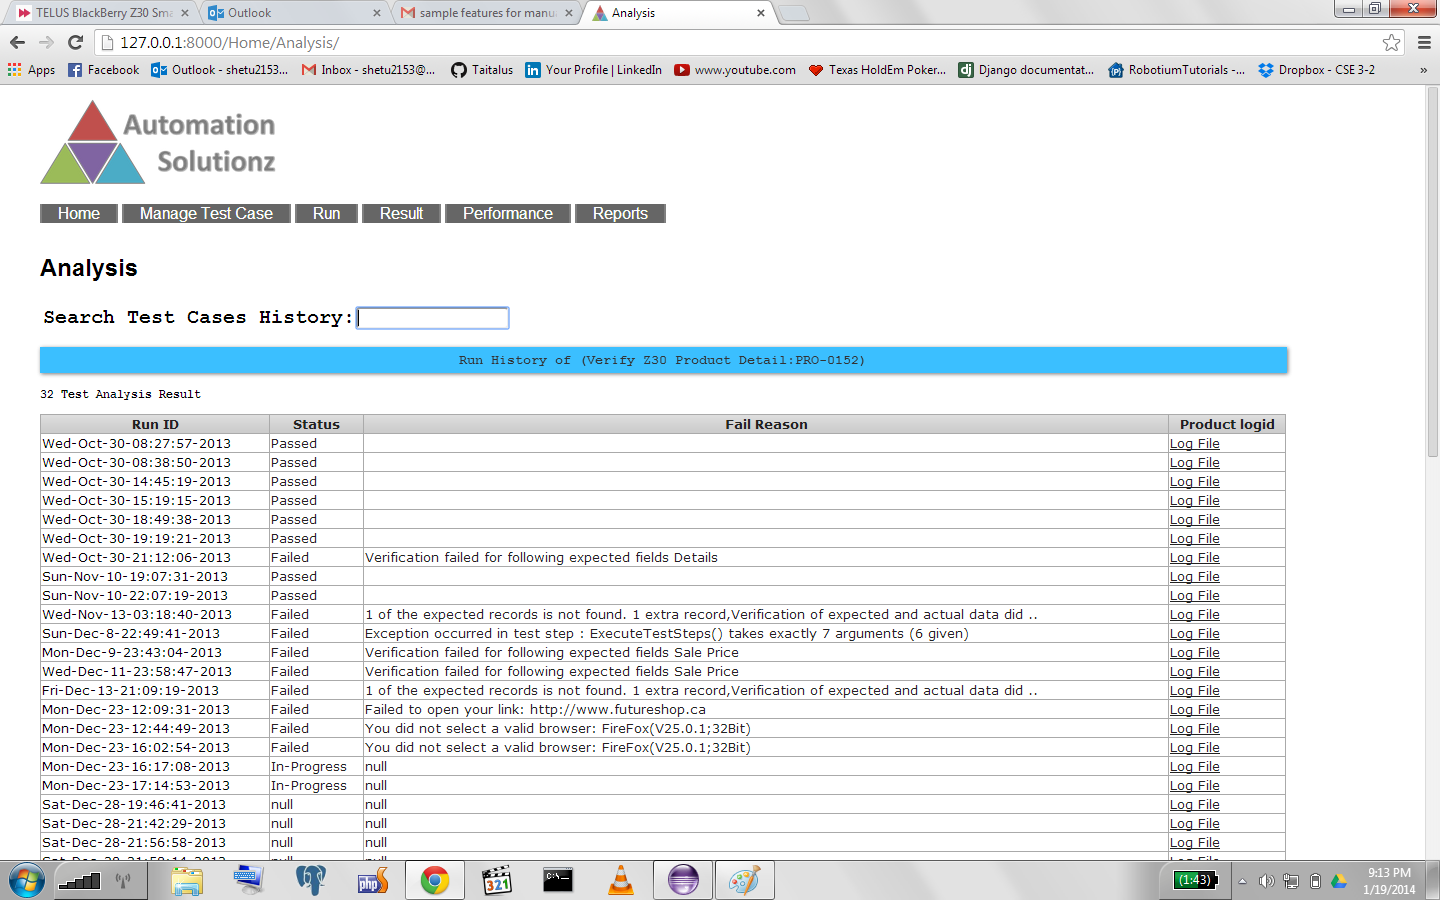 TELUS BlackBerry Z30 Sma
Outlook
sample features for manu
Analysis
127.0.0.1:8000/Home/Analysis/
Apps
Facebook
Outlook - shetu2153...
Inbox - shetu2153@...
Taitalus
Your Profile | LinkedIn
www.youtube.com
Texas HoldEm Poker...
Django documentat...
RobotiumTutorials -...
Dropbox - CSE 3-2
»
Automation
Solutionz
Home Manage Test Case Run Result Performance Reports
Analysis
Search Test Cases History:
Run History of (Verify Z30 Product Detail:PRO-0152)
32 Test Analysis Result
Run ID Status Fail Reason Product logid
Wed-Oct-30-08:27:57-2013 Passed Log File
Wed-Oct-30-08:38:50-2013 Passed Log File
Wed-Oct-30-14:45:19-2013 Passed Log File
Wed-Oct-30-15:19:15-2013 Passed Log File
Wed-Oct-30-18:49:38-2013 Passed Log File
Wed-Oct-30-19:19:21-2013 Passed Log File
Wed-Oct-30-21:12:06-2013 Failed Verification failed for following expected fields Details Log File
Sun-Nov-10-19:07:31-2013 Passed Log File
Sun-Nov-10-22:07:19-2013 Passed Log File
Wed-Nov-13-03:18:40-2013 Failed 1 of the expected records is not found. 1 extra record,Verification of expected and actual data did .. Log File
Sun-Dec-8-22:49:41-2013 Failed Exception occurred in test step : ExecuteTestSteps() takes exactly 7 arguments (6 given) Log File
Mon-Dec-9-23:43:04-2013 Failed Verification failed for following expected fields Sale Price Log File
Wed-Dec-11-23:58:47-2013 Failed Verification failed for following expected fields Sale Price Log File
Fri-Dec-13-21:09:19-2013 Failed 1 of the expected records is not found. 1 extra record,Verification of expected and actual data did .. Log File
Mon-Dec-23-12:09:31-2013 Failed Failed to open your link: http://www.futureshop.ca Log File
Mon-Dec-23-12:44:49-2013 Failed You did not select a valid browser: FireFox(V25.0.1;32Bit) Log File
Mon-Dec-23-16:02:54-2013 Failed You did not select a valid browser: FireFox(V25.0.1;32Bit) Log File
Mon-Dec-23-16:17:08-2013 In-Progress null Log File
Mon-Dec-23-17:14:53-2013 In-Progress null Log File
Sat-Dec-28-19:46:41-2013 null null Log File
Sat-Dec-28-21:42:29-2013 null null Log File
Sat-Dec-28-21:56:58-2013 null null Log File
php
321
C:\
(1:43)
9:13 PM
1/19/2014